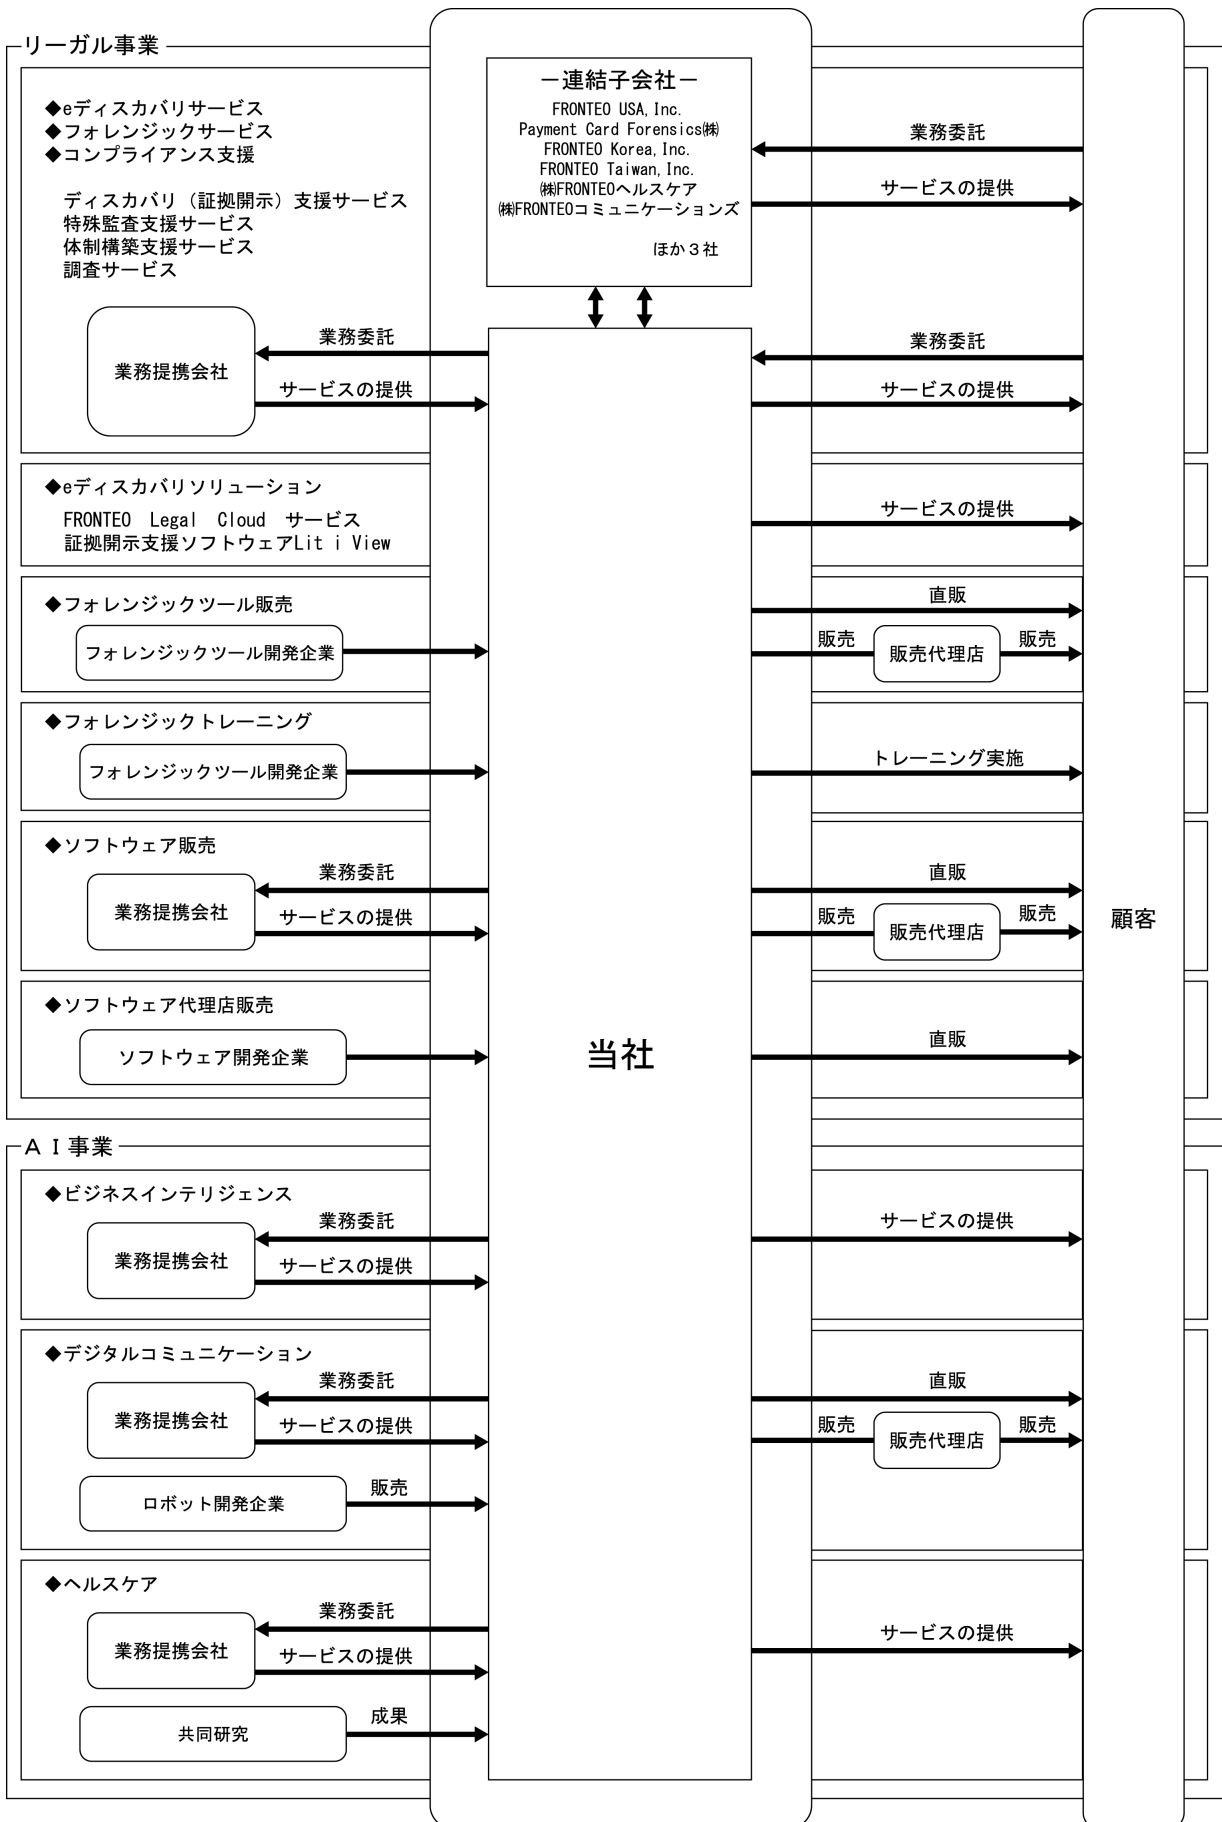 リーガル事業
◆eディスカバリサービス
◆フォレンジックサービス
◆コンプライアンス支援
ディスカバリ（証拠開示）支援サービス
特殊監査支援サービス
体制構築支援サービス
調査サービス
－連結子会社－
FRONTEO USA, Inc.
Payment Card Forensics㈱
FRONTEO Korea, Inc.
FRONTEO Taiwan, Inc.
㈱FRONTEOヘルスケア
㈱FRONTEOコミュニケーションズ
ほか３社
業務委託
サービスの提供
業務提携会社
業務委託
サービスの提供
業務委託
サービスの提供
◆eディスカバリソリューション
FRONTEO Legal Cloud サービス
証拠開示支援ソフトウェアLit i View
サービスの提供
◆フォレンジックツール販売
フォレンジックツール開発企業
直販
販売
販売代理店
販売
◆フォレンジックトレーニング
フォレンジックツール開発企業
トレーニング実施
◆ソフトウェア販売
業務提携会社
業務委託
サービスの提供
直販
販売
販売代理店
販売
顧客
◆ソフトウェア代理店販売
ソフトウェア開発企業
当社
直販
ＡＩ事業
◆ビジネスインテリジェンス
業務提携会社
業務委託
サービスの提供
サービスの提供
◆デジタルコミュニケーション
業務提携会社
業務委託
サービスの提供
直販
販売
販売代理店
販売
ロボット開発企業
販売
◆ヘルスケア
業務提携会社
業務委託
サービスの提供
サービスの提供
共同研究
成果